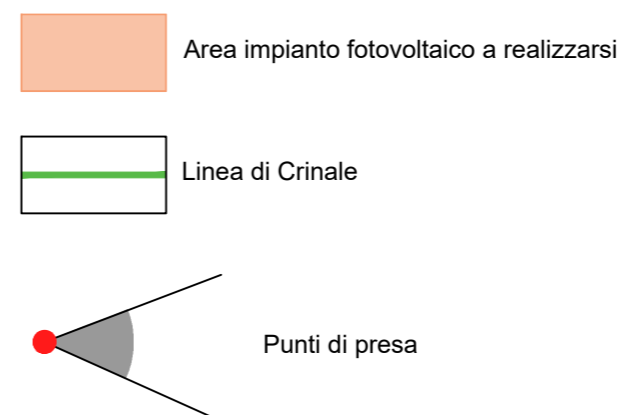 Area impianto fotovoltaico a realizzarsi
Linea di Crinale
Punti di presa